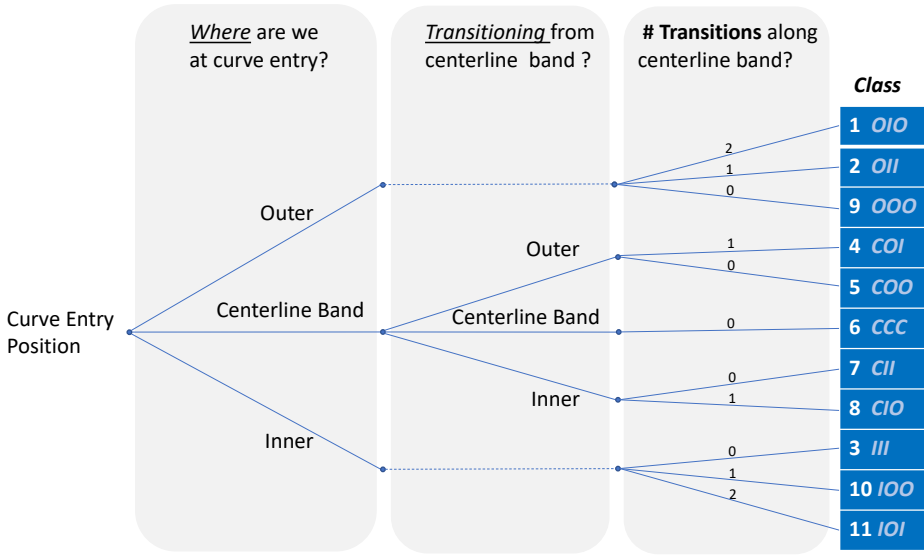 Where are we
at curve entry?
Transitioning from
centerline band ?
# Transitions along
centerline band?
Class
2
1 OIO
1
2 OII
0
9 OOO
Outer
Outer
1
4 COI
0
5 COO
Curve Entry
Position
Centerline Band
Centerline Band
0
6 CCC
0
7 CII
Inner
1
8 CIO
Inner
0
3 III
1
10 IOO
2
11 IOI